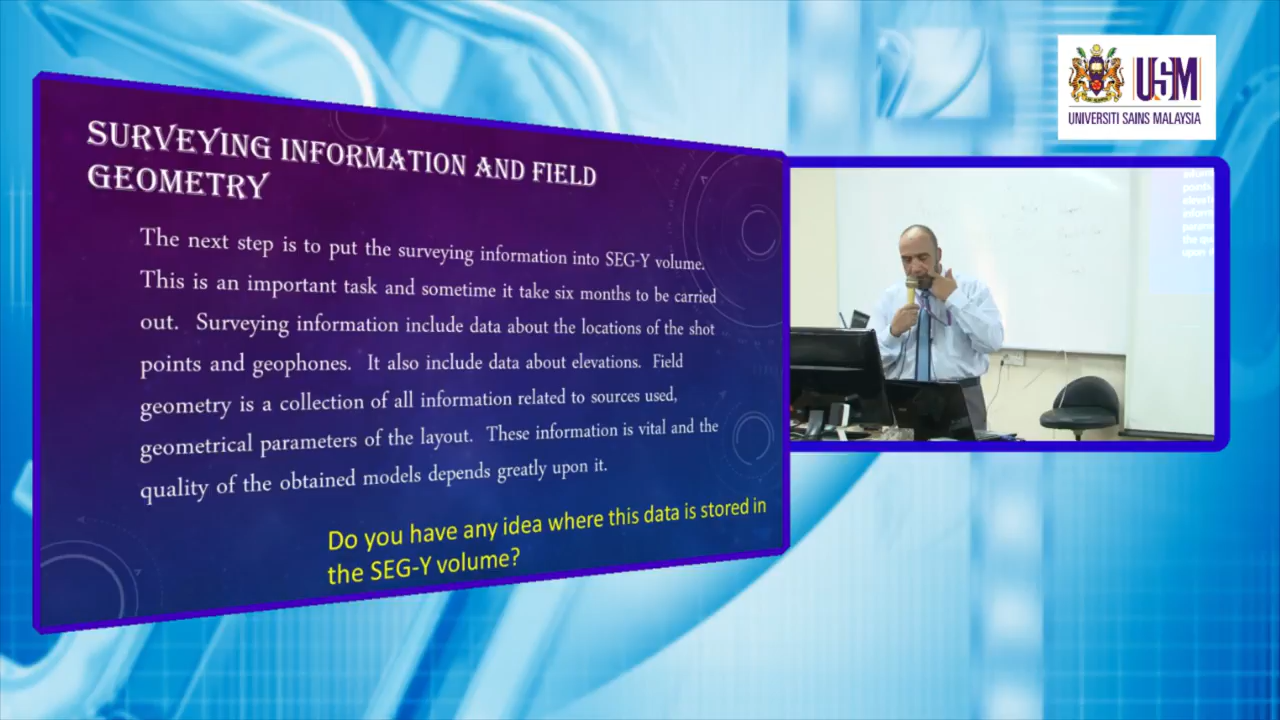 SURVEYING INFORMATION AND FIELD
GEOMETRY
The next step is to put the surveying information into SEG-Y volume.
This is an important task and sometime it take six months to be carried
out. Surveying information include data about the locations of the shot
points and geophones. It also include data about elevations. Field
geometry is a collection of all information related to sources used,
geometrical parameters of the layout. These information is vital and the
quality of the obtained models depends greatly upon it.
Do you have any idea where this data is stored in
the SEG-Y volume?
USM
UNIVERSITI SAINS MALAYSIA
points
upon